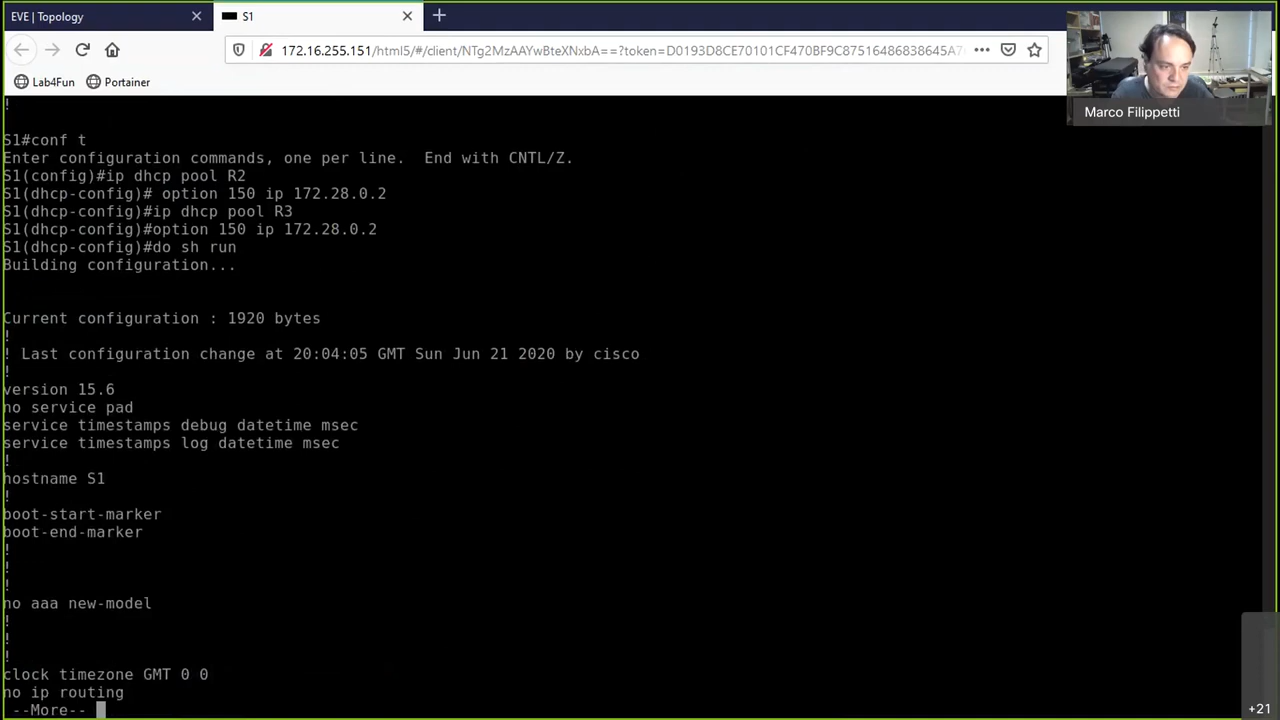 EVE | Topology
S1
172.16.255.151/html5/#/client/NTg2MzAAYwBteXNxbA==?token=D0193D8CE70101CF470BF9C87516486838645A7
Lab4Fun
Portainer
Marco Filippetti
!
S1#conf t
Enter configuration commands, one per line.  End with CNTL/Z.
S1(config)#ip dhcp pool R2
S1(dhcp-config)# option 150 ip 172.28.0.2
S1(dhcp-config)#ip dhcp pool R3
S1(dhcp-config)#option 150 ip 172.28.0.2
S1(dhcp-config)#do sh run
Building configuration...
Current configuration : 1920 bytes
!
! Last configuration change at 20:04:05 GMT Sun Jun 21 2020 by cisco
!
version 15.6
no service pad
service timestamps debug datetime msec
service timestamps log datetime msec
!
hostname S1
!
boot-start-marker
boot-end-marker
!
!
!
no aaa new-model
!
!
!
clock timezone GMT 0 0
no ip routing
--More--
+21